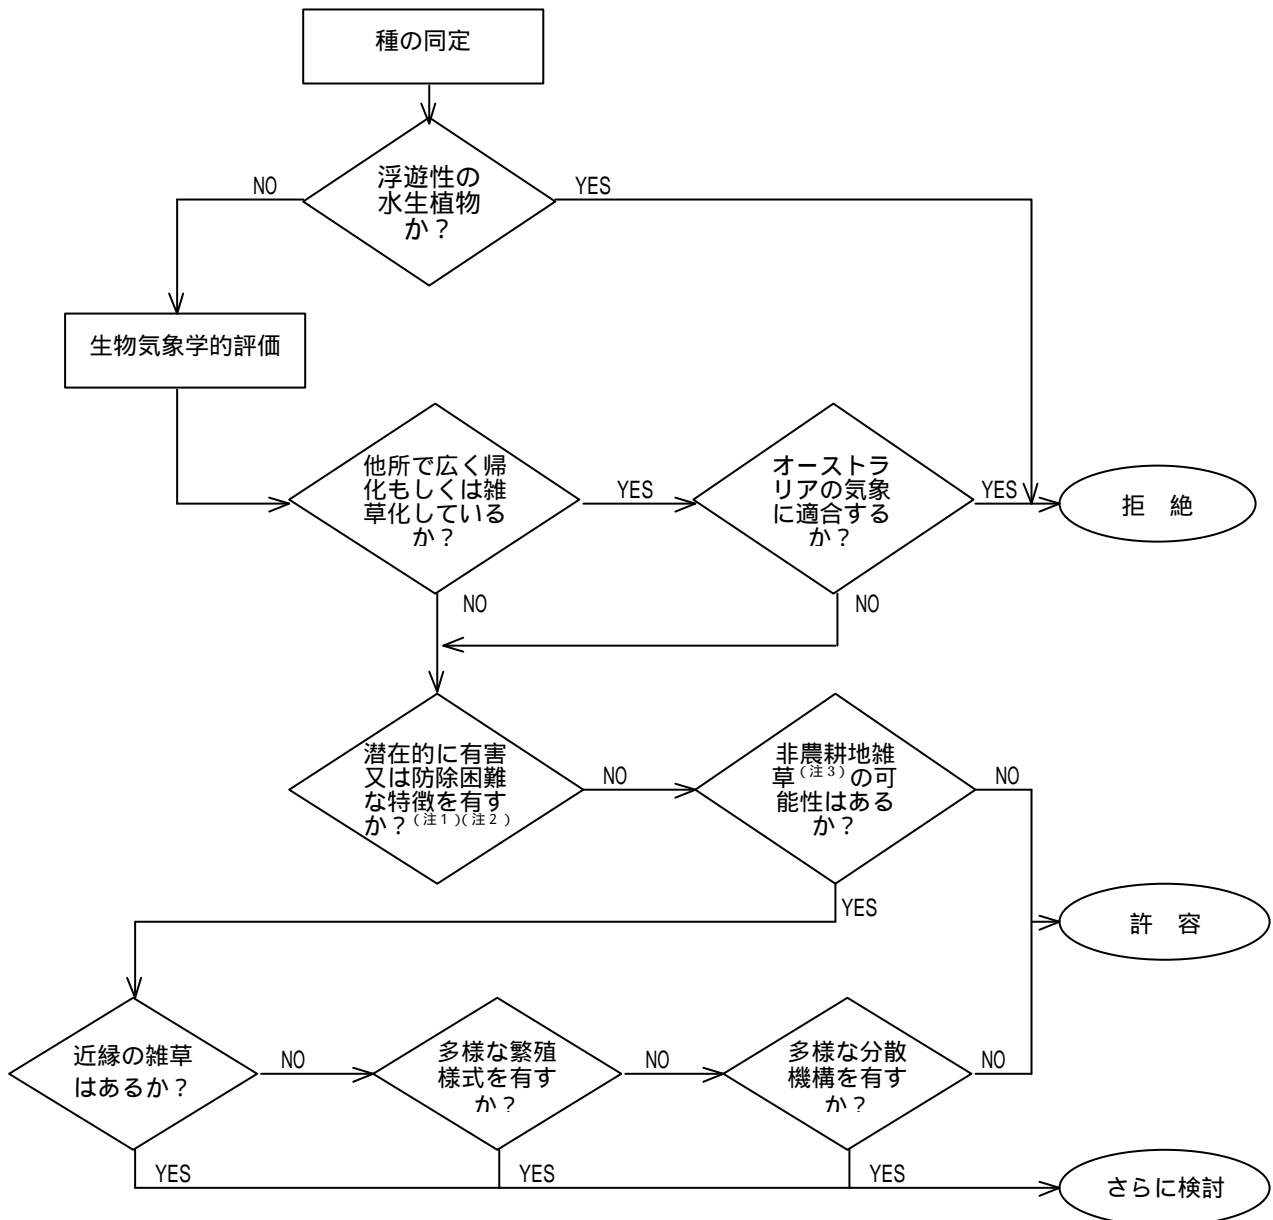 種の同定
浮遊性の
水生植物
か？
NO
YES
生物気象学的評価
他所で広く帰
化もしくは雑
草化している
か？
YES
オーストラ
リアの気象
に適合する
か？
YES
拒　絶
NO
NO
潜在的に有害
又は防除困難
な特徴を有す
か？(注1)(注2)
NO
非農耕地雑
草(注3)の可
能性はある
か？
NO
YES
許　容
近縁の雑草
はあるか？
NO
多様な繁殖
様式を有す
か？
NO
多様な分散
機構を有す
か？
NO
YES
YES
YES
さらに検討